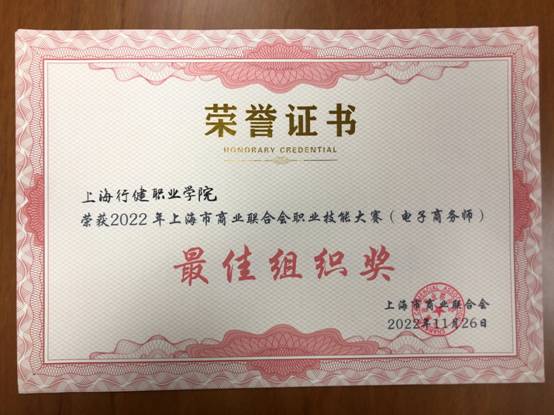 荣誉证书
HONORARY CREDENTIAL
上海行健职业学院
荣获2022年上海市商业联合会职业技能大赛（电子商务师）
最佳组织奖
上海市商业联合会
2022年11月26日